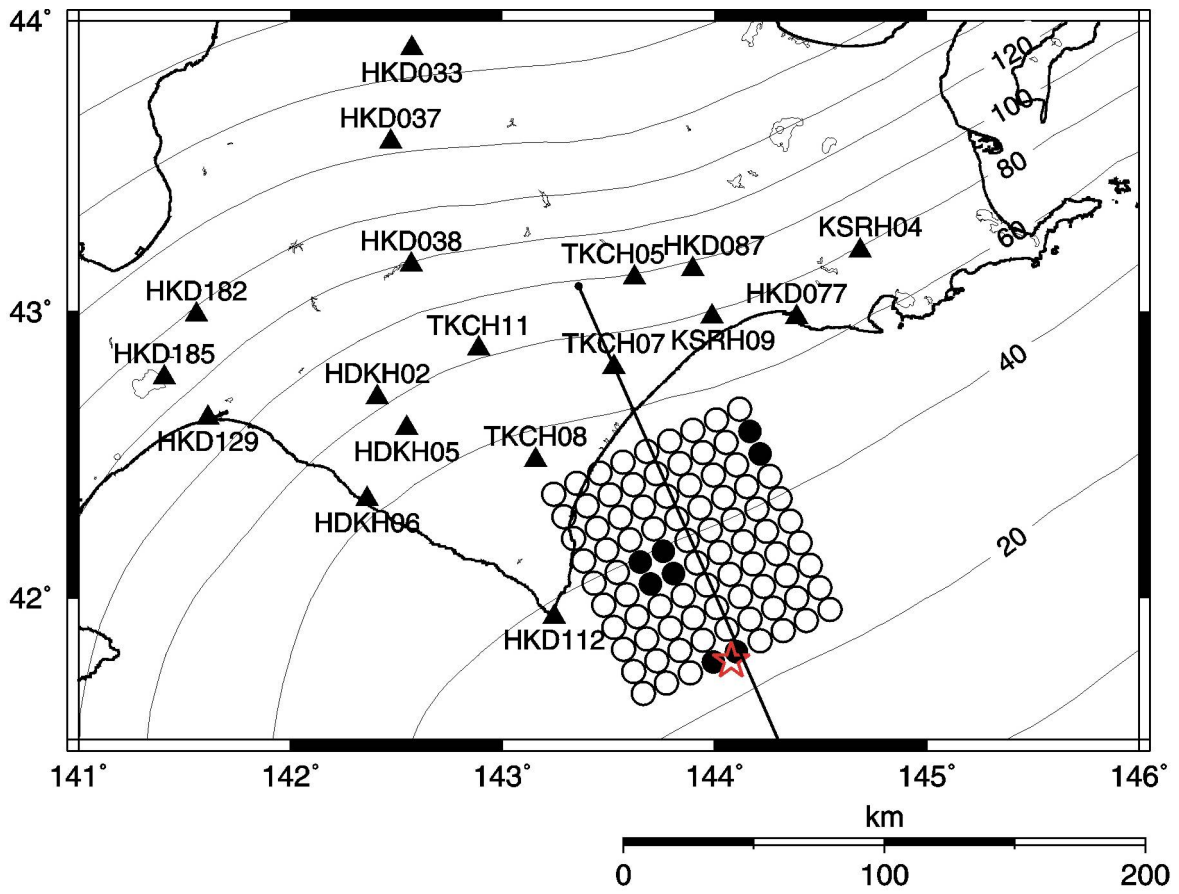 44°
120
HKD033
100
HKD037
80
KSRH04
60
HKD038
TKCH05
HKD087
HKD182
HKD077
43°
TKCH11
TKCH07
KSRH09
HKD185
40
HDKH02
HKD129
HDKH05
TKCH08
HDKH06
20
42°
HKD112
141°
142°
143°
144°
145°
146°
km
0
100
200